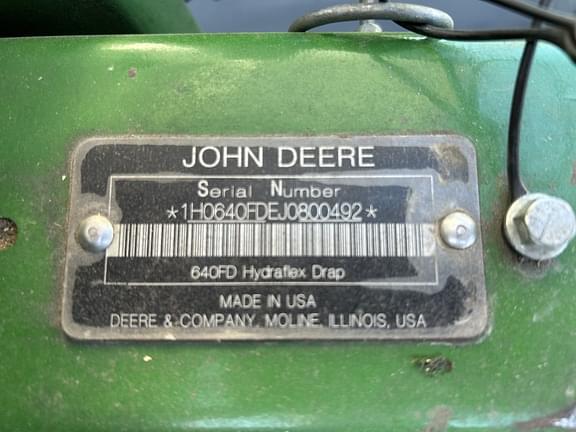 JOHN DEERE
Serial Number
*1H0640FDEJ0800492*
640FD Hydraflex Drap
MADE IN USA
DEERE & COMPANY, MOLINE, ILLINOIS, USA